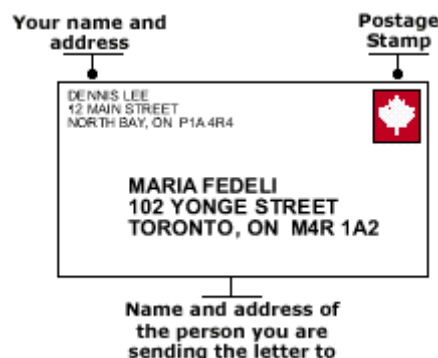 Your name and
address
Postage
Stamp
DENNIS LEE
12 MAIN STREET
NORTH BAY, ON P1A 4R4
MARIA FEDELI
102 YONGE STREET
TORONTO, ON M4R 1A2
Name and address of
the person you are
sending the letter to